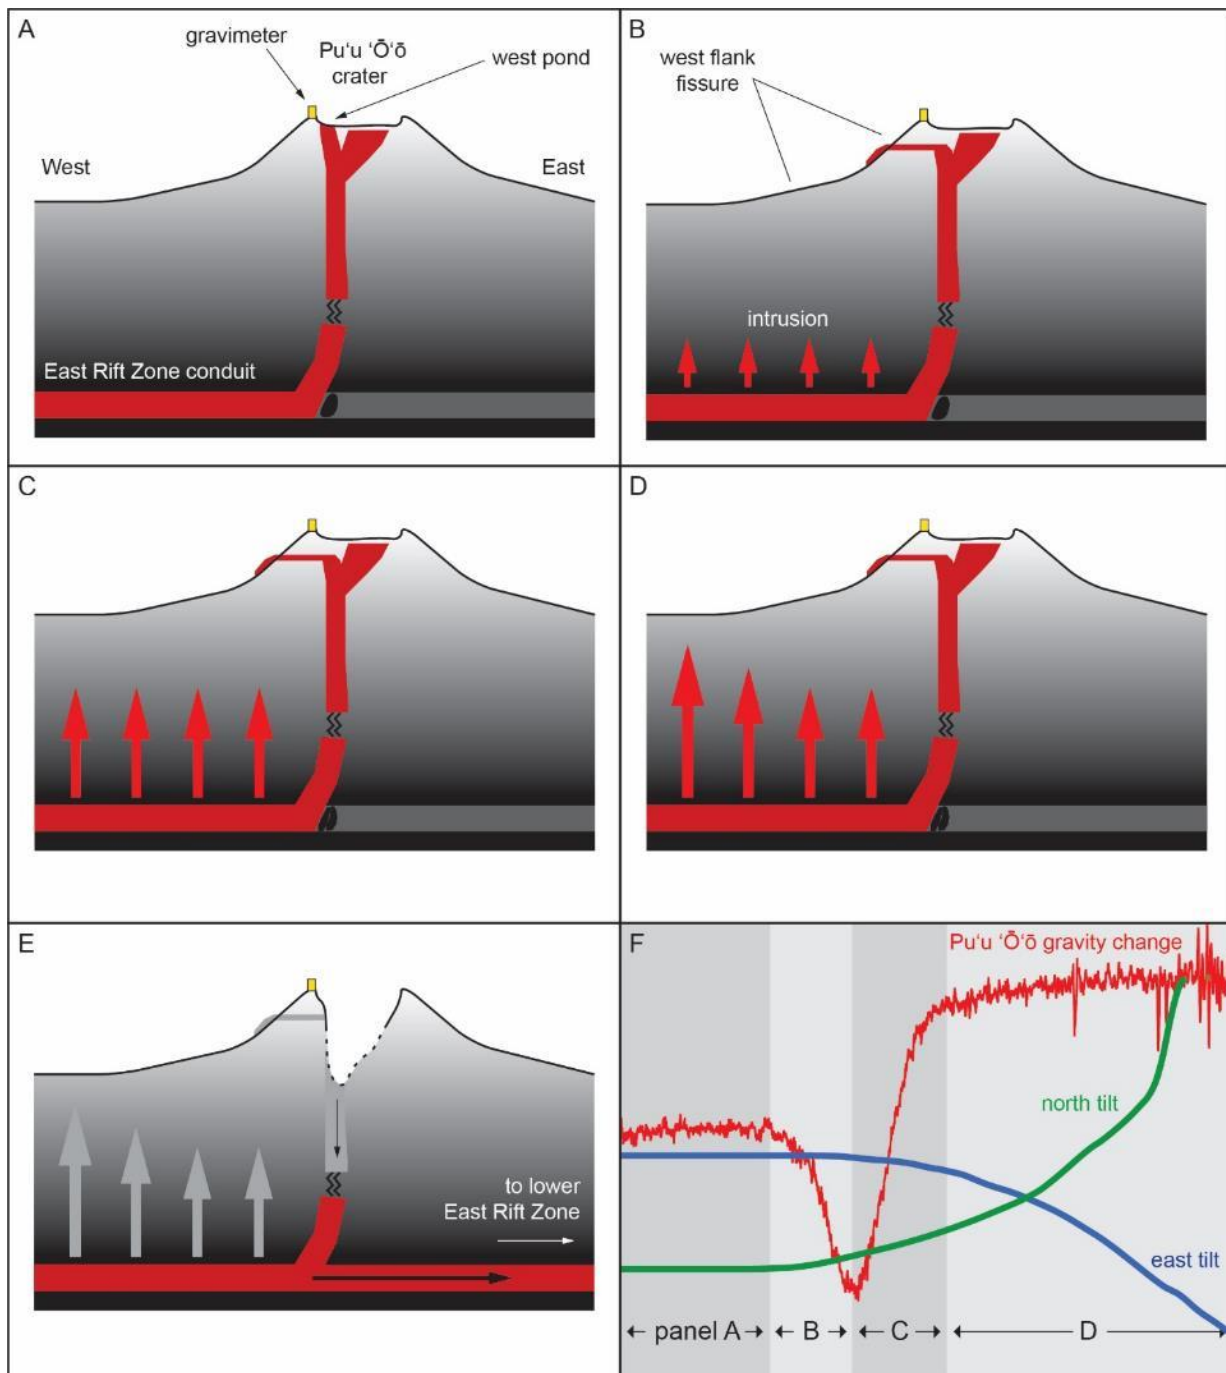 A
gravimeter
Pu‘u ‘Ō‘ō
crater
west pond
West
East
East Rift Zone conduit
B
west flank
fissure
intrusion
C
D
E
to lower
East Rift Zone
F
Pu‘u ‘Ō‘ō gravity change
north tilt
east tilt
panel A
B
C
D